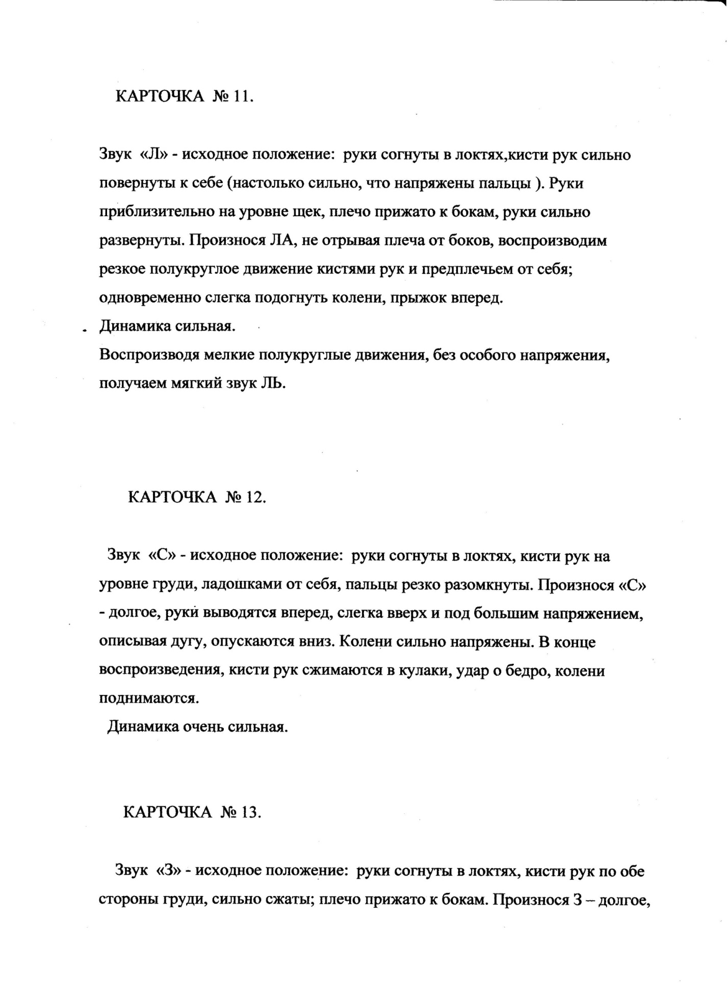 КАРТОЧКА № 11.
Звук «Л» - исходное положение: руки согнуты в локтях,кисти рук сильно
повернуты к себе (настолько сильно, что напряжены пальцы ). Руки
приблизительно на уровне щек, плечо прижато к бокам, руки сильно
развернуты. Произнося ЛА, не отрывая плеча от боков, воспроизводим
резкое полукруглое движение кистями рук и предплечьем от себя;
одновременно слегка подогнуть колени, прыжок вперед.
Динамика сильная.
Воспроизводя мелкие полукруглые движения, без особого напряжения,
получаем мягкий звук ЛЬ.
КАРТОЧКА № 12.
Звук «С» - исходное положение: руки согнуты в локтях, кисти рук на
уровне груди, ладошками от себя, пальцы резко разомкнуты. Произнося «С»
- долгое, руки выводятся вперед, слегка вверх и под большим напряжением,
описывая дугу, опускаются вниз. Колени сильно напряжены. В конце
воспроизведения, кисти рук сжимаются в кулаки, удар о бедро, колени
поднимаются.
Динамика очень сильная.
КАРТОЧКА № 13.
Звук «З» - исходное положение: руки согнуты в локтях, кисти рук по обе
стороны груди, сильно сжаты; плечо прижато к бокам. Произнося З – долгое,